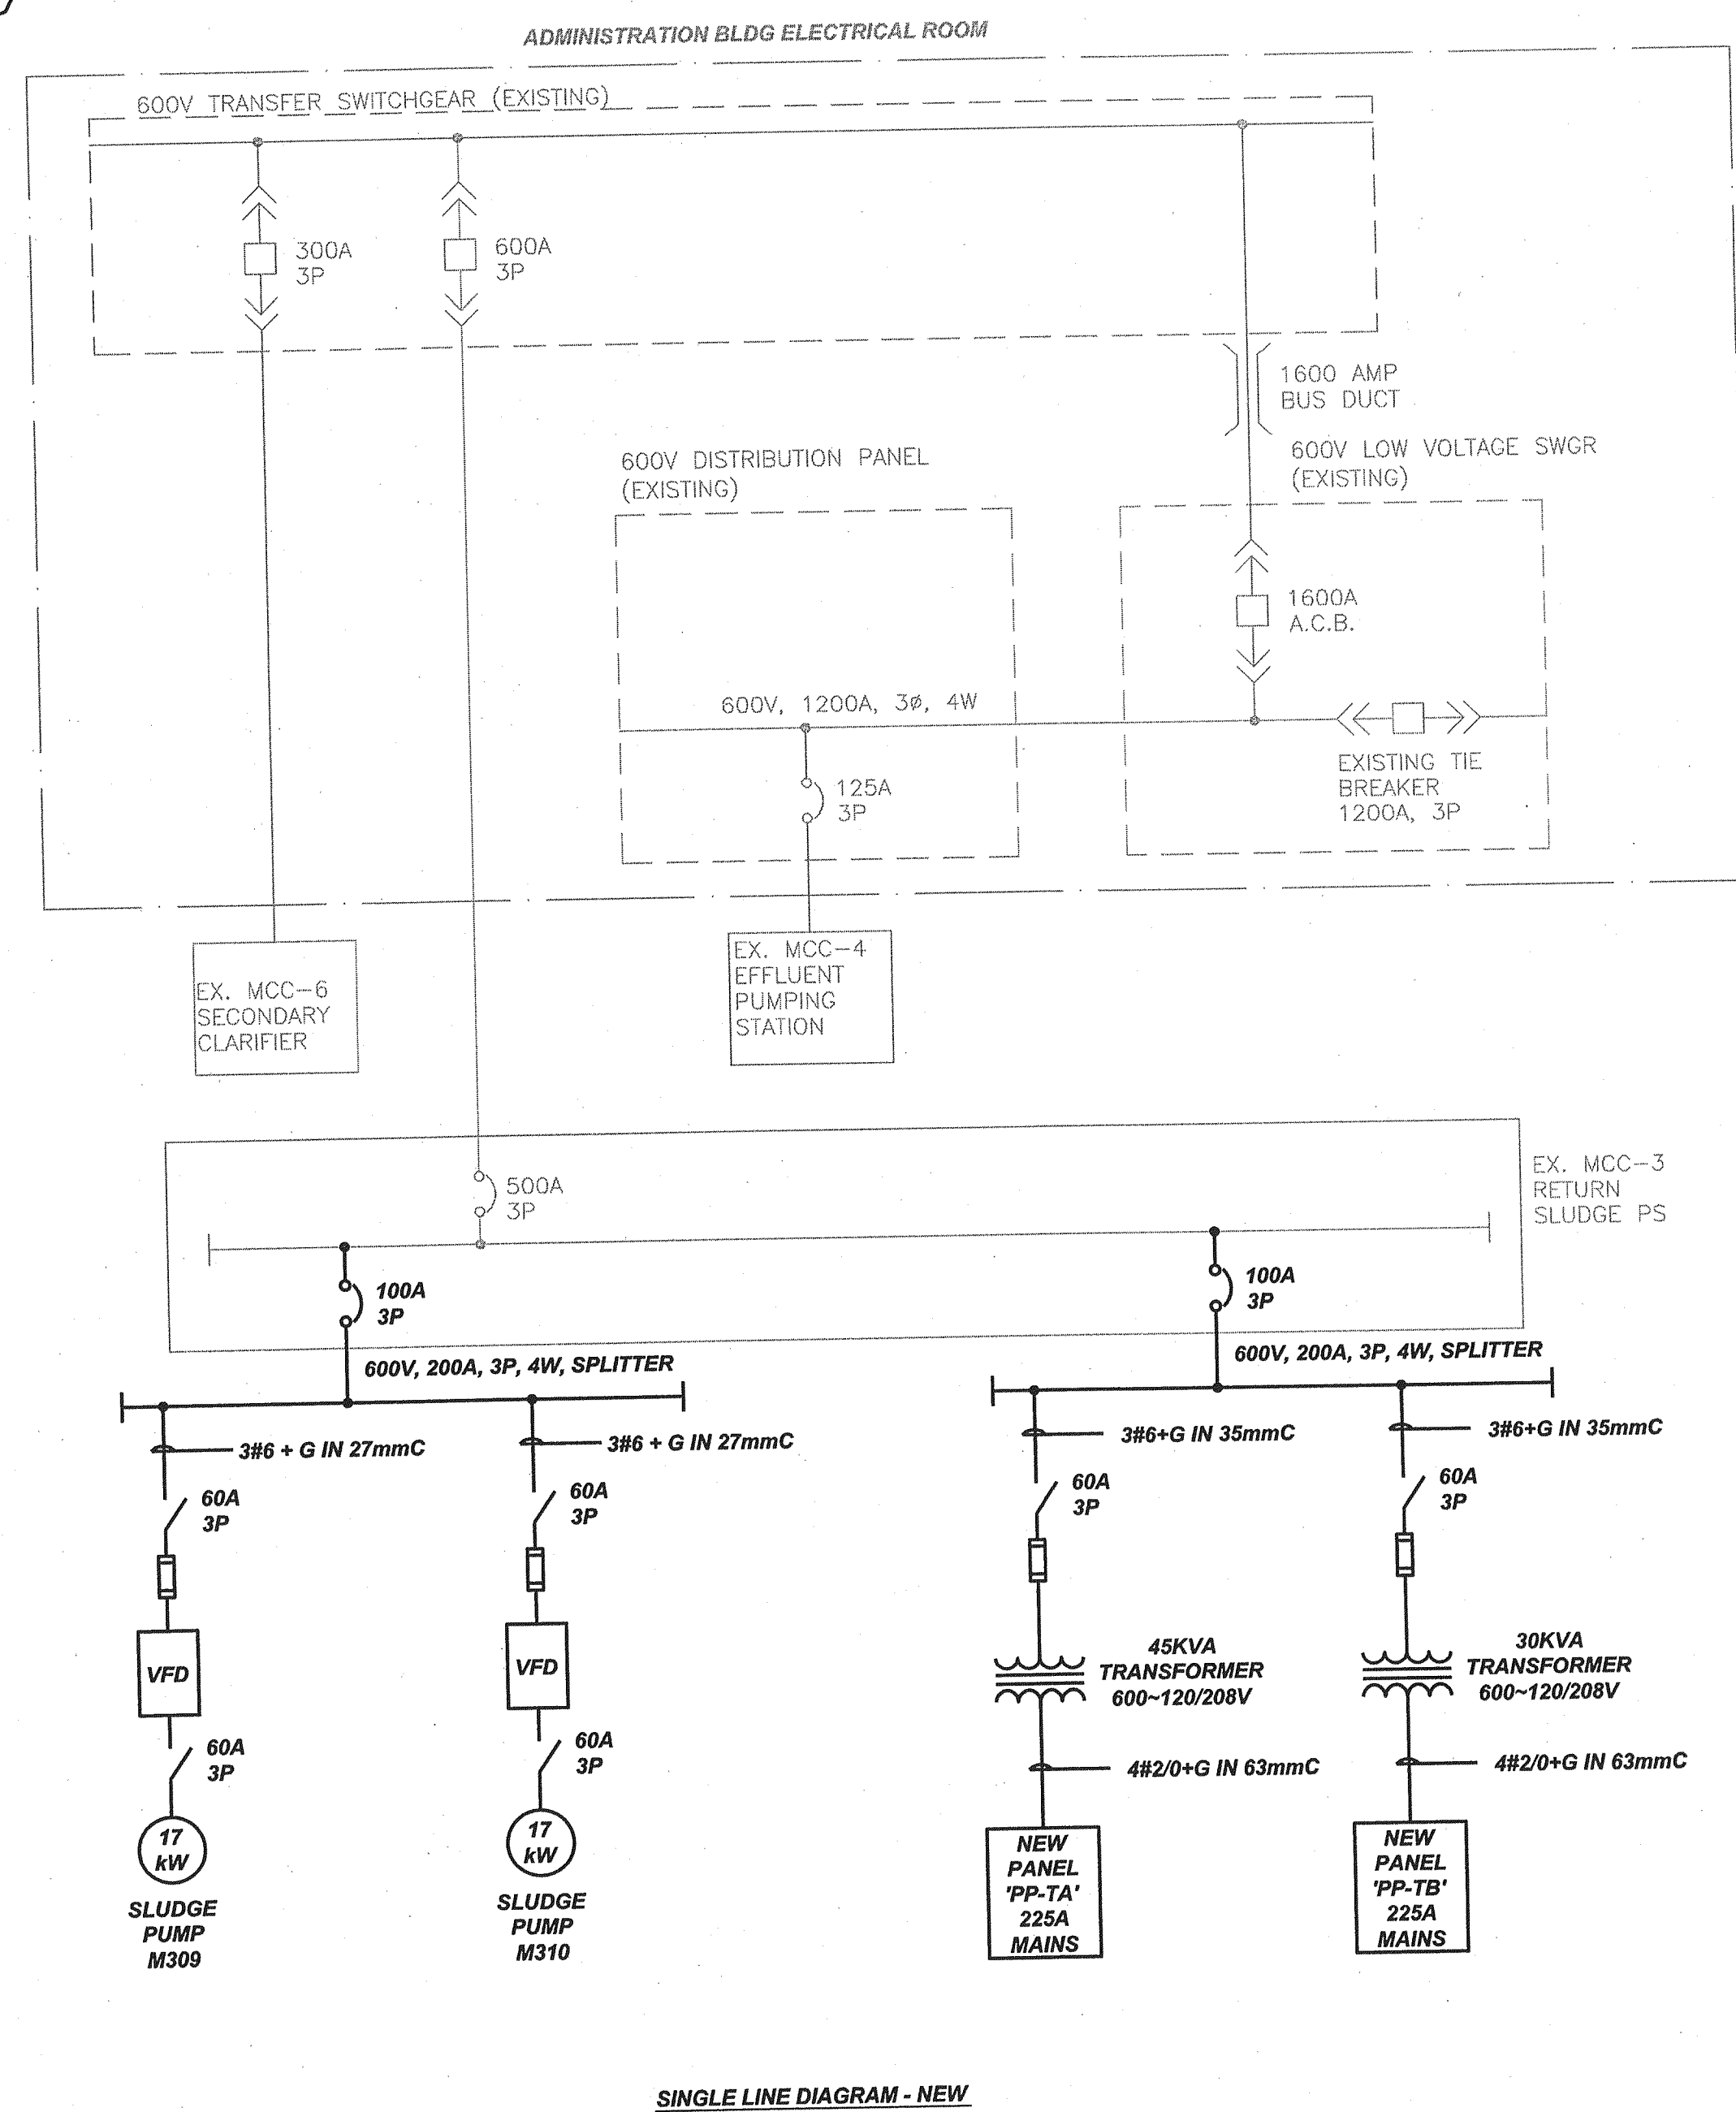 ADMINISTRATION BLDG ELECTRICAL ROOM
600V TRANSFER SWITCHGEAR (EXISTING)
300A
3P
600A
3P
1600 AMP
BUS DUCT
600V DISTRIBUTION PANEL
(EXISTING)
600V LOW VOLTAGE SWGR
(EXISTING)
1600A
A.C.B.
600V, 1200A, 3ø, 4W
125A
3P
EXISTING TIE
BREAKER
1200A, 3P
EX. MCC-6
SECONDARY
CLARIFIER
EX. MCC-4
EFFLUENT
PUMPING
STATION
EX. MCC-3
RETURN
SLUDGE PS
500A
3P
100A
3P
100A
3P
600V, 200A, 3P, 4W, SPLITTER
600V, 200A, 3P, 4W, SPLITTER
3#6 + G IN 27mmC
3#6 + G IN 27mmC
3#6+G IN 35mmC
3#6+G IN 35mmC
60A
3P
60A
3P
60A
3P
60A
3P
VFD
VFD
45KVA
TRANSFORMER
600~120/208V
30KVA
TRANSFORMER
600~120/208V
60A
3P
60A
3P
4#2/0+G IN 63mmC
4#2/0+G IN 63mmC
17
kW
17
kW
SLUDGE
PUMP
M309
SLUDGE
PUMP
M310
NEW
PANEL
'PP-TA'
225A
MAINS
NEW
PANEL
'PP-TB'
225A
MAINS
SINGLE LINE DIAGRAM - NEW